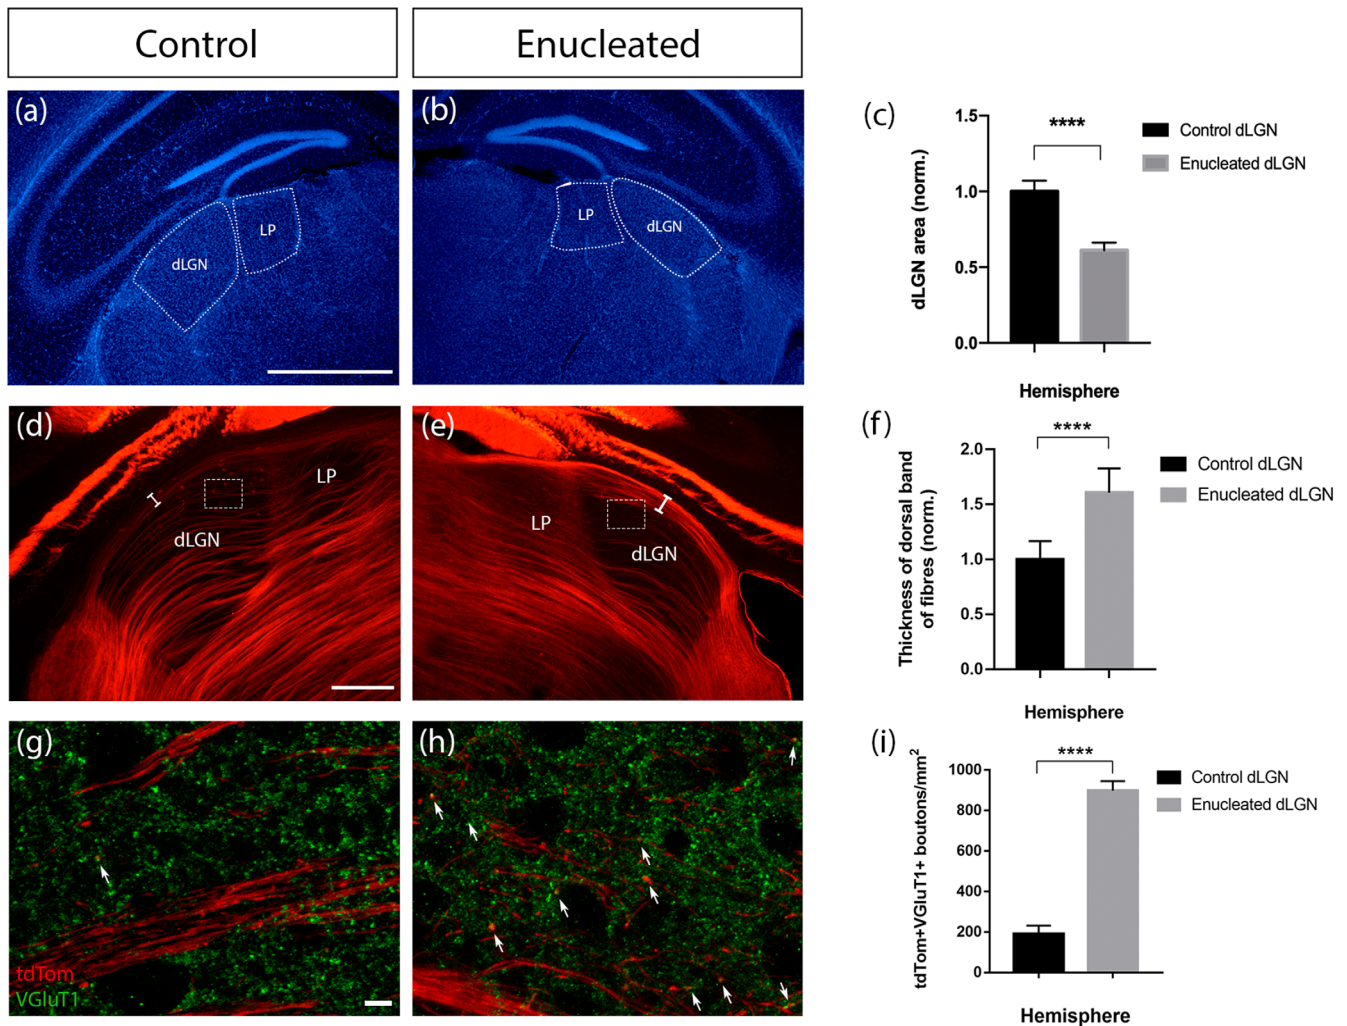 Control
Enucleated
(a)
dLGN
LP
(b)
LP
dLGN
(c)
dLGN area (norm.)
1.5
1.0
0.5
0.0
****
Hemisphere
Control dLGN
Enucleated dLGN
(d)
LP
dLGN
(e)
LP
dLGN
(f)
Thickness of dorsal band
of fibres (norm.)
2.0
1.5
1.0
0.5
0.0
****
Hemisphere
Control dLGN
Enucleated dLGN
(g)
tdTom
VGluT1
(h)
(i)
tdTom+VGluT1+ boutons/mm²
1000
800
600
400
200
0
****
Hemisphere
Control dLGN
Enucleated dLGN